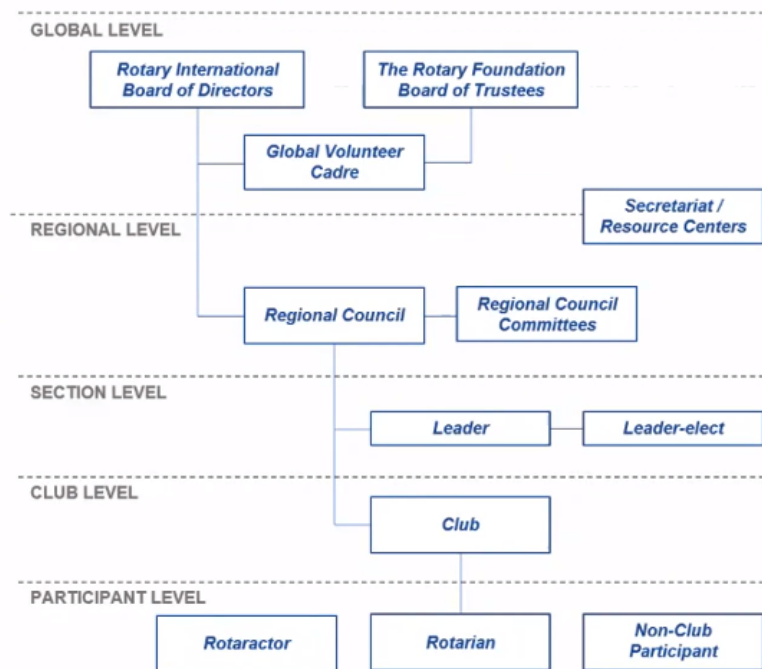 GLOBAL LEVEL
Rotary International
Board of Directors
The Rotary Foundation
Board of Trustees
Global Volunteer
Cadre
Secretariat /
Resource Centers
REGIONAL LEVEL
Regional Council
Regional Council
Committees
SECTION LEVEL
Leader
Leader-elect
CLUB LEVEL
Club
PARTICIPANT LEVEL
Rotaractor
Rotarian
Non-Club
Participant